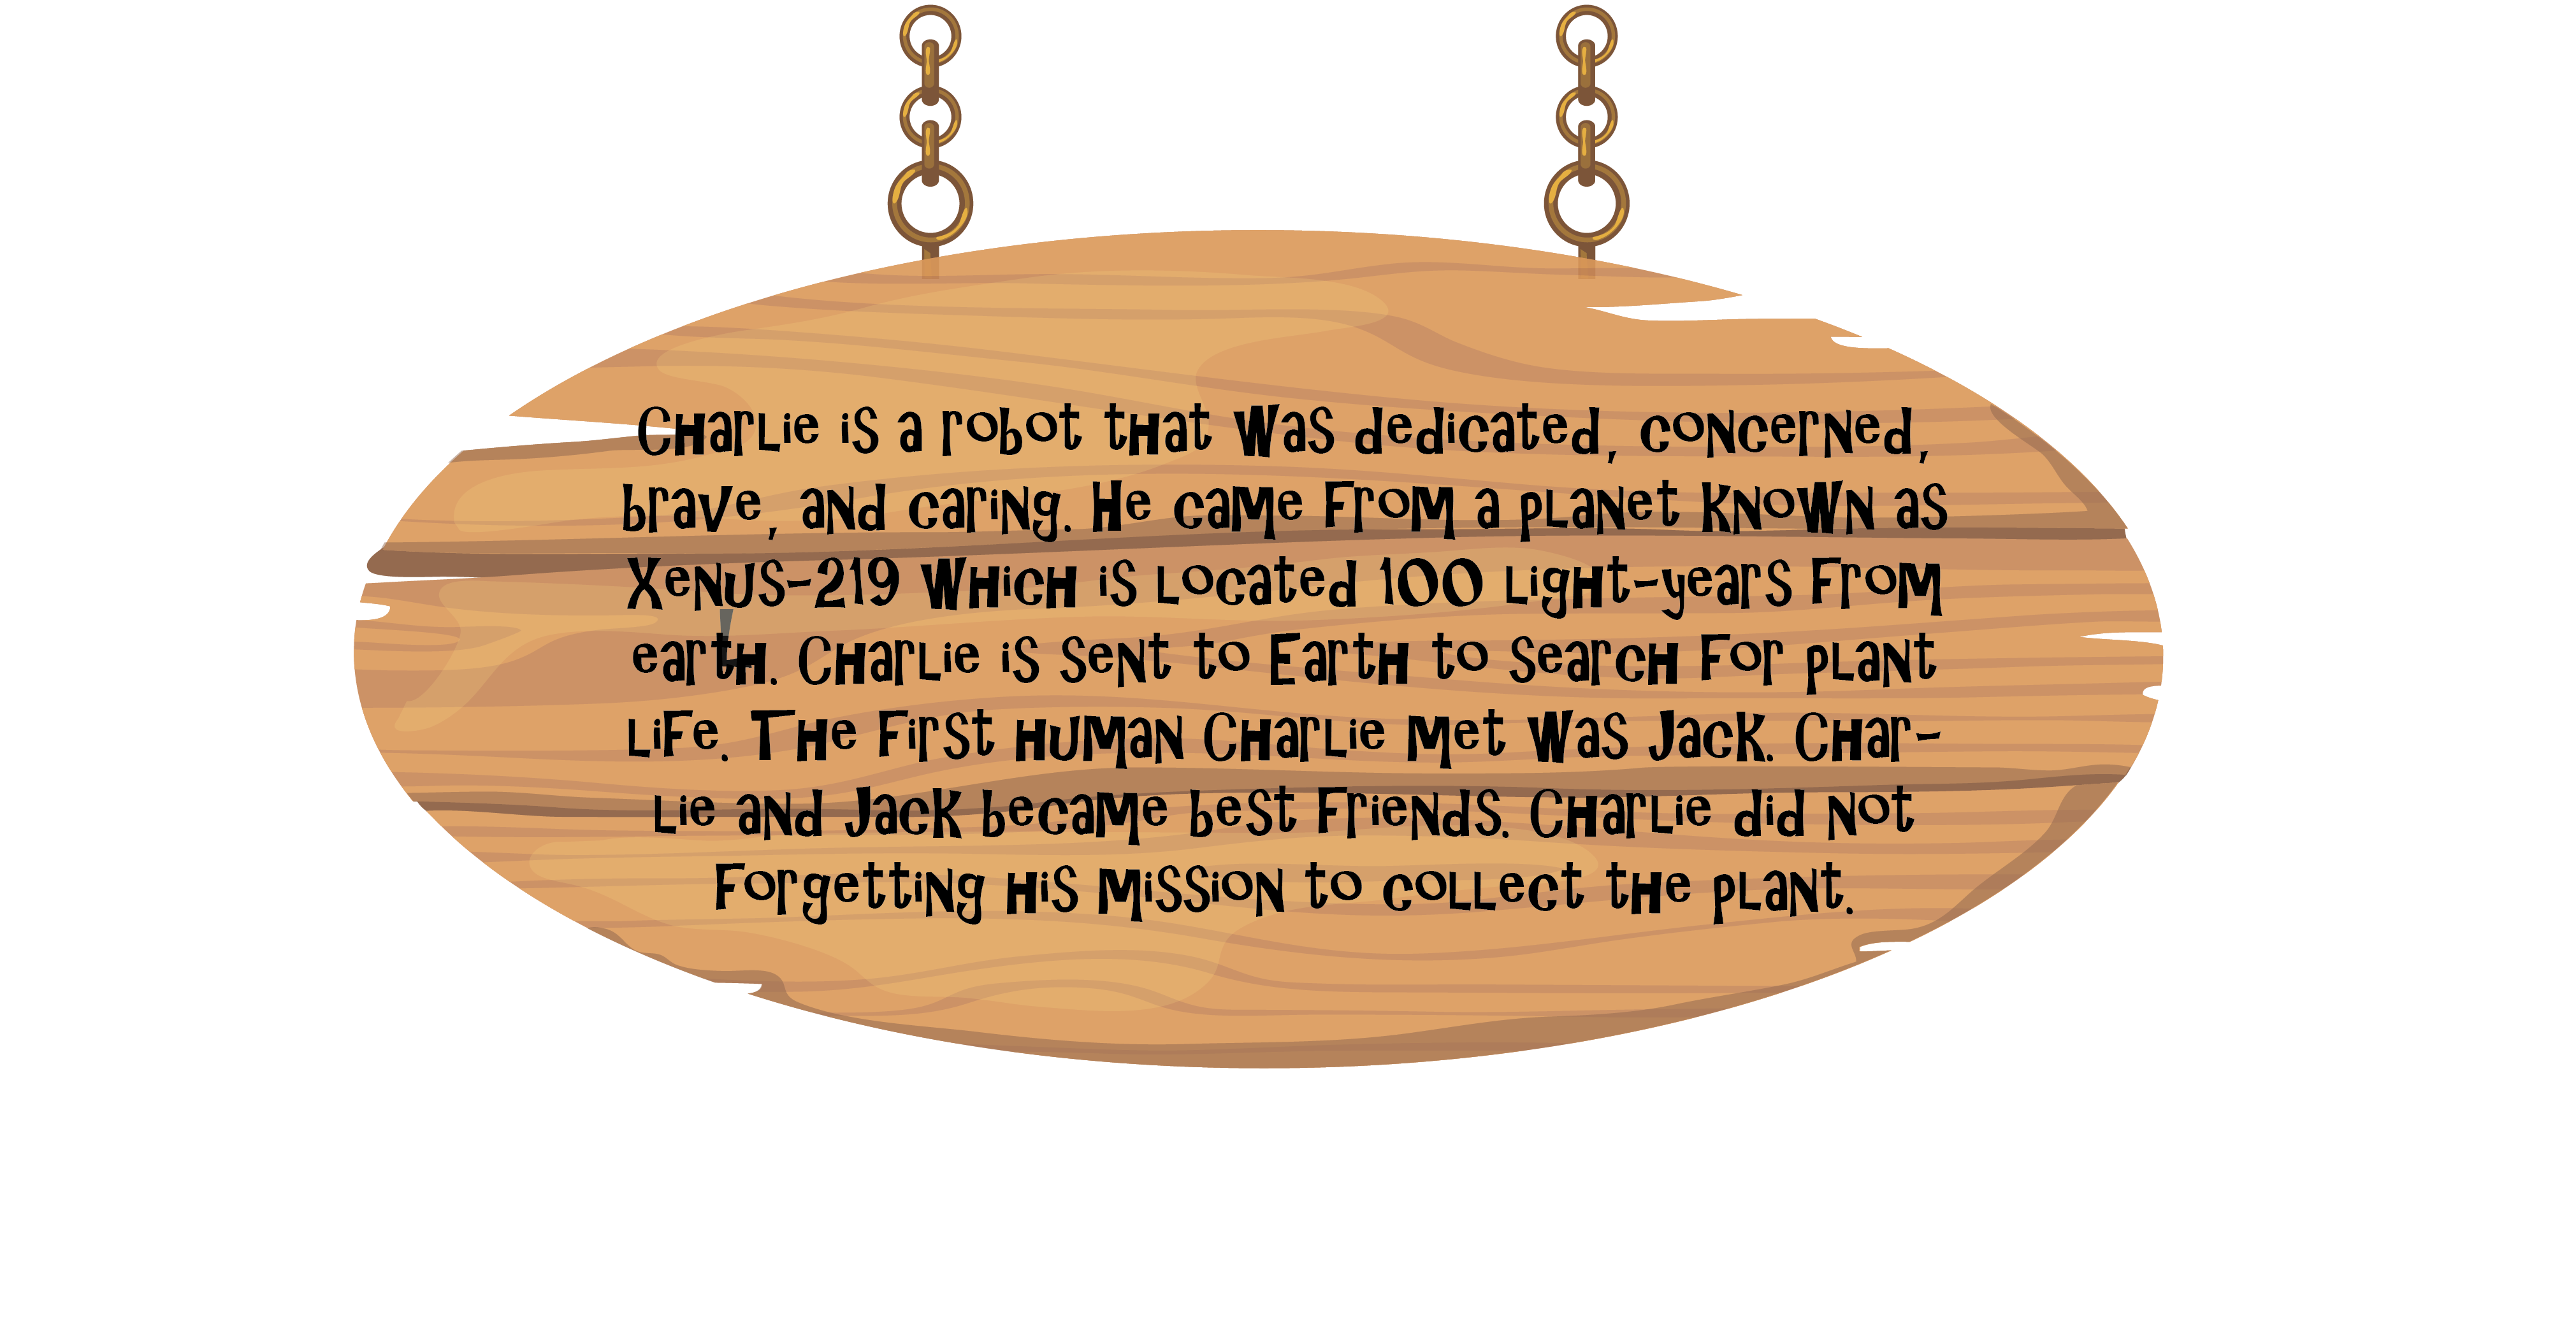 Charlie is a robot that was dedicated, concerned,
brave, and caring. He came from a planet known as
Xenus-219 which is located 100 light-years from
earth. Charlie is sent to Earth to search for plant
life. The first human Charlie met was Jack. Char-
lie and Jack became best friends. Charlie did not
forgetting his mission to collect the plant.